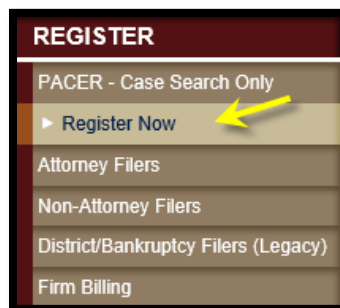 REGISTER
PACER - Case Search Only
Register Now
Attorney Filers
Non-Attorney Filers
District/Bankruptcy Filers (Legacy)
Firm Billing